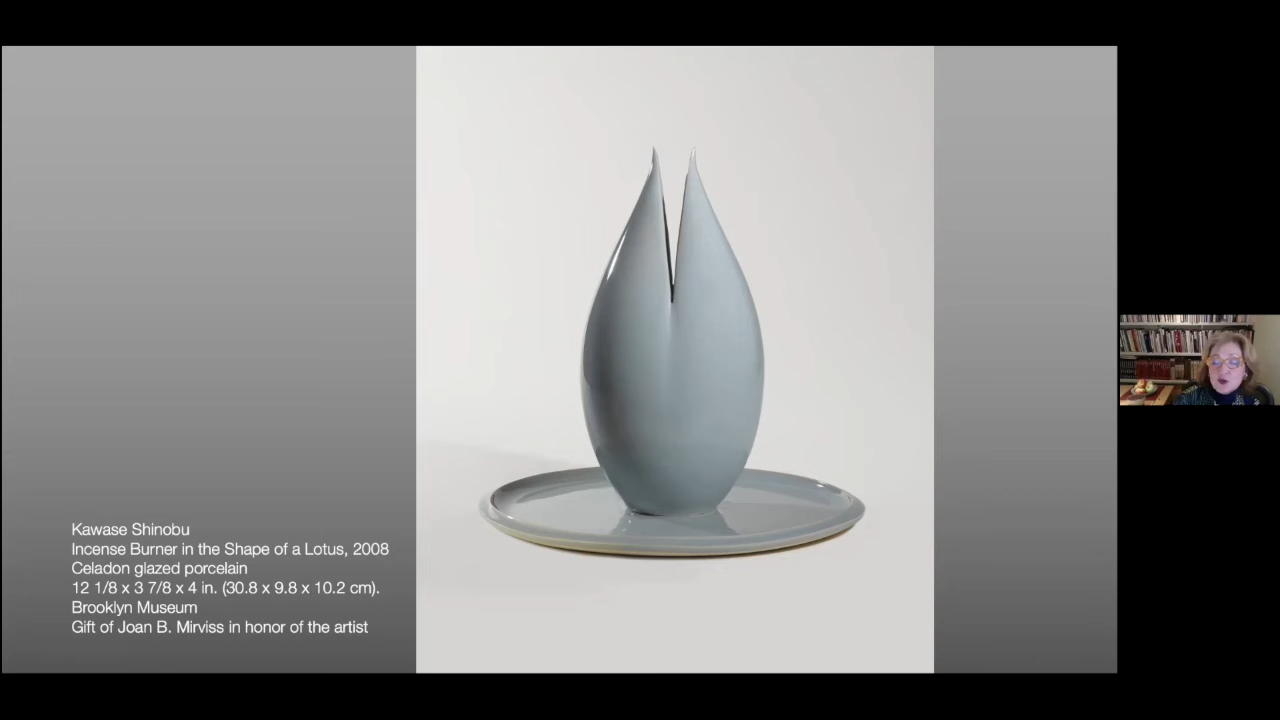 Kawase Shinobu
Incense Burner in the Shape of a Lotus, 2008
Celadon glazed porcelain
12 1/8 x 3 7/8 x 4 in. (30.8 x 9.8 x 10.2 cm).
Brooklyn Museum
Gift of Joan B. Mirviss in honor of the artist